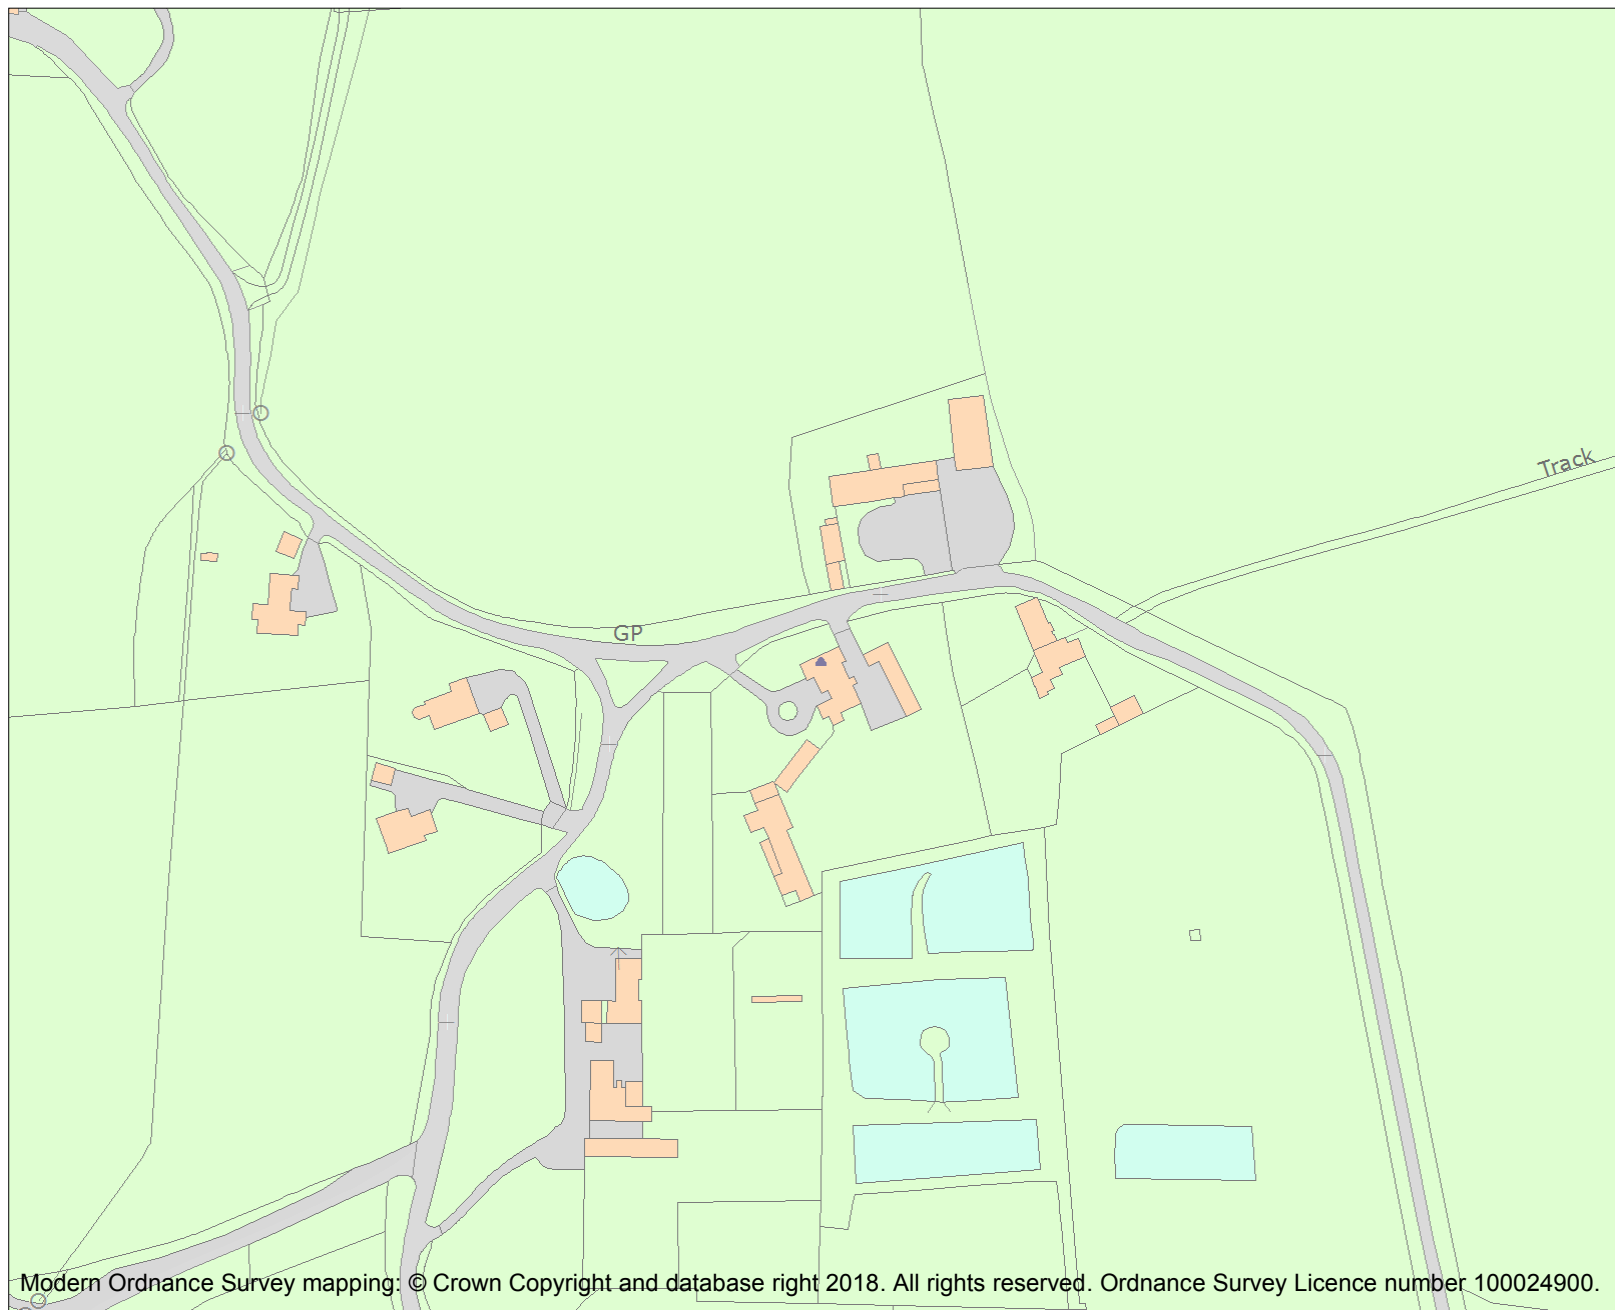 Track
GP
Modern Ordnance Survey mapping: © Crown Copyright and database right 2018. All rights reserved. Ordnance Survey Licence number 100024900.